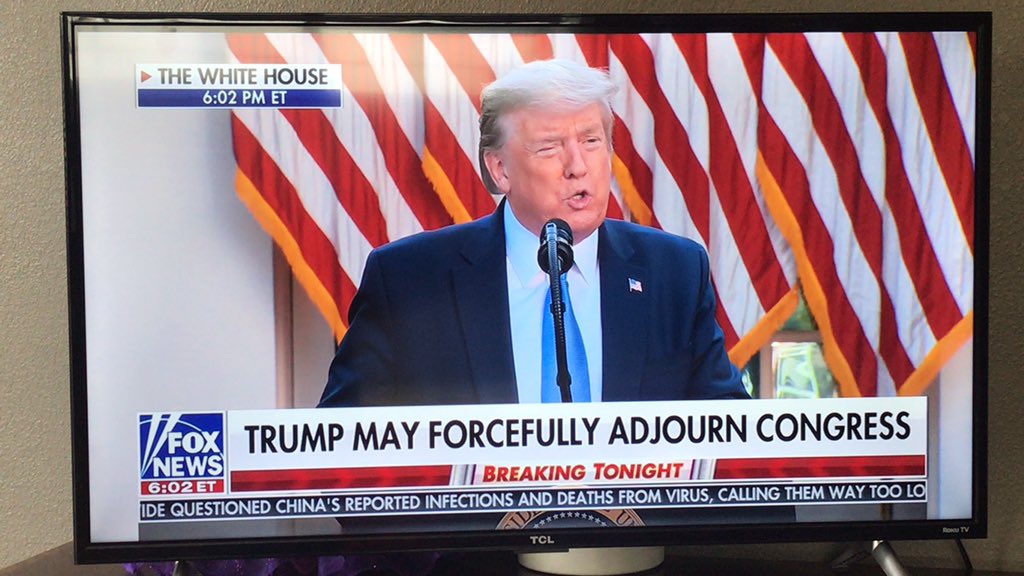 THE WHITE HOUSE
6:02 PM ET
FOX
NEWS
6:02 ET
TRUMP MAY FORCEFULLY ADJOURN CONGRESS
BREAKING TONIGHT
IDE QUESTIONED CHINA'S REPORTED INFECTIONS AND DEATHS FROM VIRUS, CALLING THEM WAY TOO LO
TCL
Roku TV